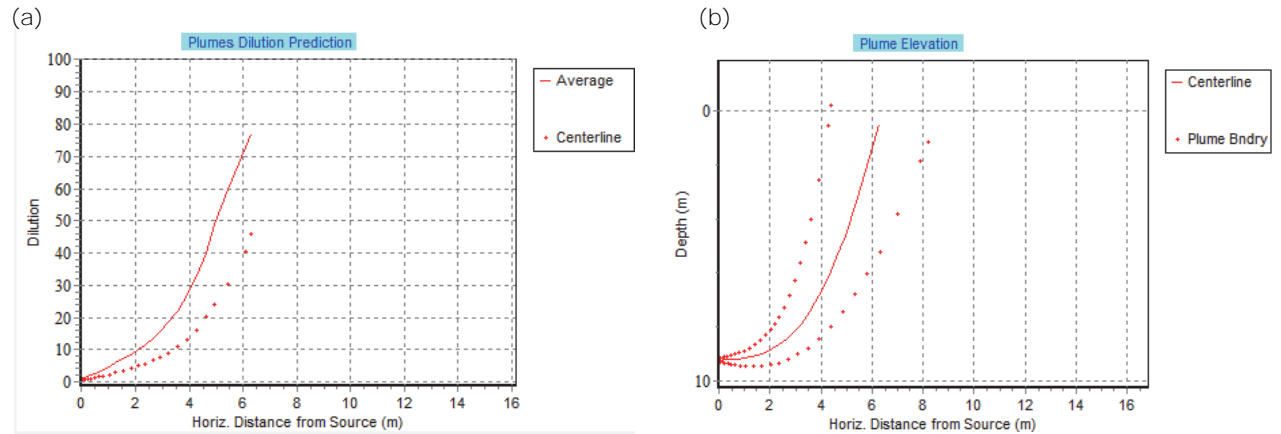 (a)
Plumes Dilution Prediction
100
90
80
70
60
50
40
30
20
10
0
Dilution
0 2 4 6 8 10 12 14 16
Horiz. Distance from Source (m)
Average
Centerline
(b)
Plume Elevation
0
10
Depth (m)
0 2 4 6 8 10 12 14 16
Horiz. Distance from Source (m)
Centerline
Plume Bndry